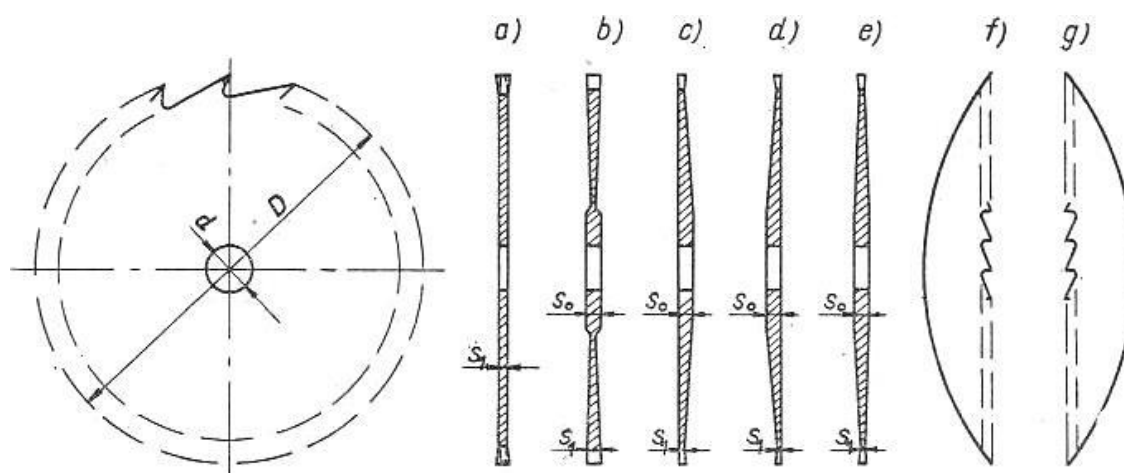 a) b) c) d) e) f) g)
D
d
S₀ S₀ S₀ S₀
S₁
S₁ S₁ S₁ S₁